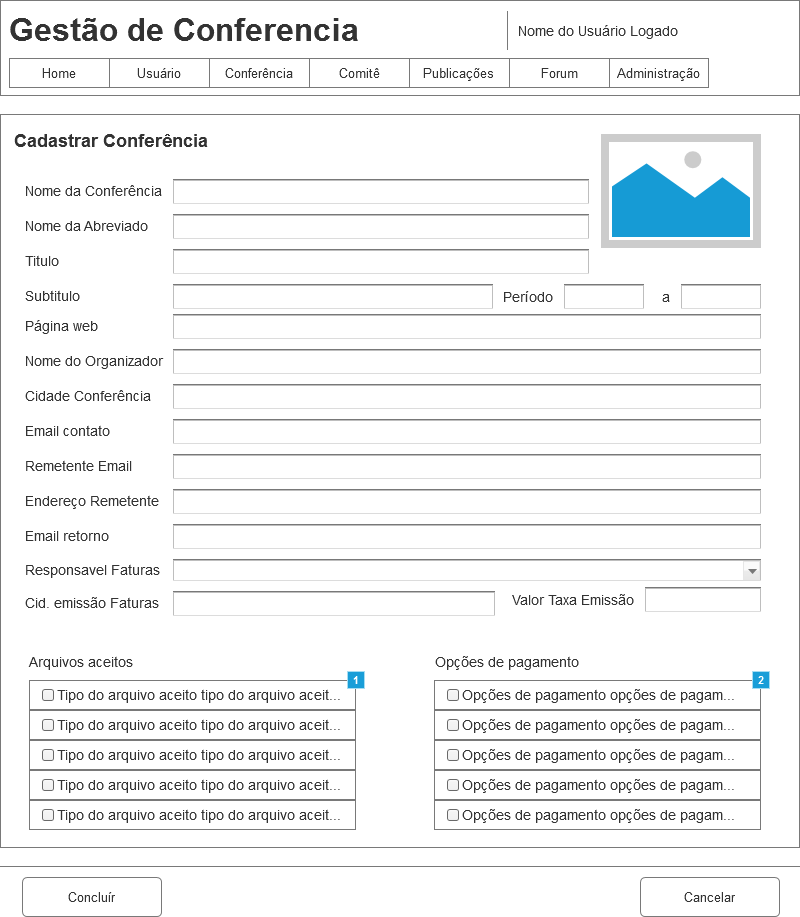 Gestão de Conferencia
Nome do Usuário Logado
Home Usuário Conferência Comitê Publicações Forum Administração
Cadastrar Conferência
Nome da Conferência
Nome da Abreviado
Titulo
Subtitulo Período a
Página web
Nome do Organizador
Cidade Conferência
Email contato
Remetente Email
Endereço Remetente
Email retorno
Responsavel Faturas
Cid. emissão Faturas Valor Taxa Emissão
Arquivos aceitos Opções de pagamento
1 2
Tipo do arquivo aceito tipo do arquivo aceit... Opções de pagamento opções de pagam...
Tipo do arquivo aceito tipo do arquivo aceit... Opções de pagamento opções de pagam...
Tipo do arquivo aceito tipo do arquivo aceit... Opções de pagamento opções de pagam...
Tipo do arquivo aceito tipo do arquivo aceit... Opções de pagamento opções de pagam...
Tipo do arquivo aceito tipo do arquivo aceit... Opções de pagamento opções de pagam...
Concluír Cancelar